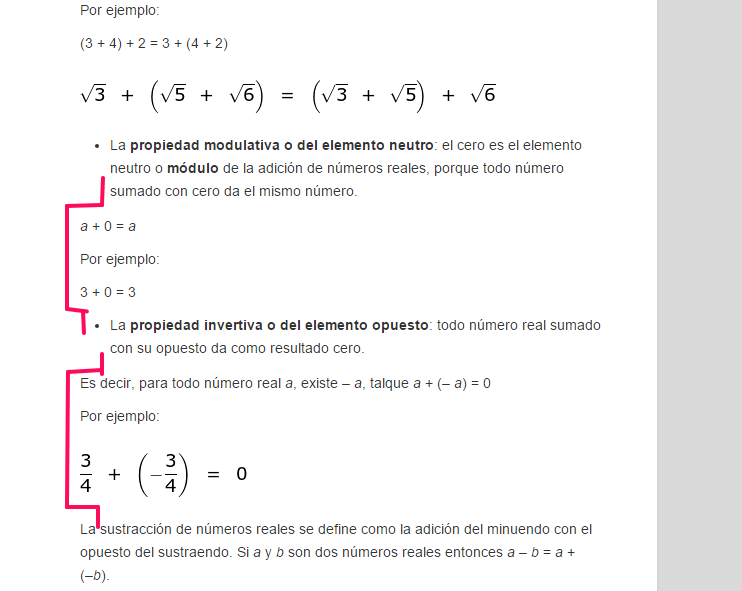 Por ejemplo:
(3 + 4) + 2 = 3 + (4 + 2)
√3 + (√5 + √6) = (√3 + √5) + √6
• La propiedad modulativa o del elemento neutro: el cero es el elemento
neutro o módulo de la adición de números reales, porque todo número
sumado con cero da el mismo número.
a + 0 = a
Por ejemplo:
3 + 0 = 3
• La propiedad invertiva o del elemento opuesto: todo número real sumado
con su opuesto da como resultado cero.
Es decir, para todo número real a, existe – a, talque a + (– a) = 0
Por ejemplo:
3/4 + (−3/4) = 0
La sustracción de números reales se define como la adición del minuendo con el
opuesto del sustraendo. Si a y b son dos números reales entonces a – b = a +
(–b).